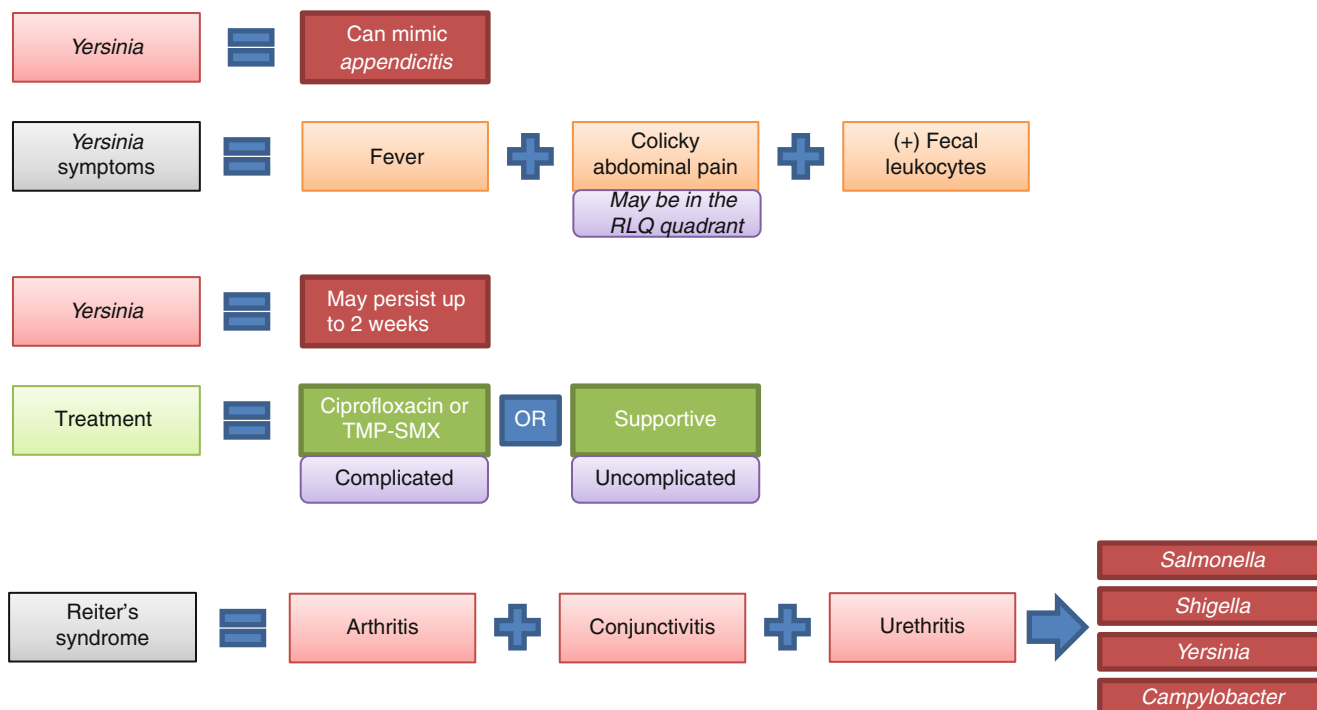 Yersinia
Can mimic
appendicitis
Yersinia
symptoms
Fever
Colicky
abdominal pain
May be in the
RLQ quadrant
(+) Fecal
leukocytes
Yersinia
May persist up
to 2 weeks
Treatment
Ciprofloxacin or
TMP-SMX
Complicated
OR
Supportive
Uncomplicated
Reiter’s
syndrome
Arthritis
Conjunctivitis
Urethritis
Salmonella
Shigella
Yersinia
Campylobacter